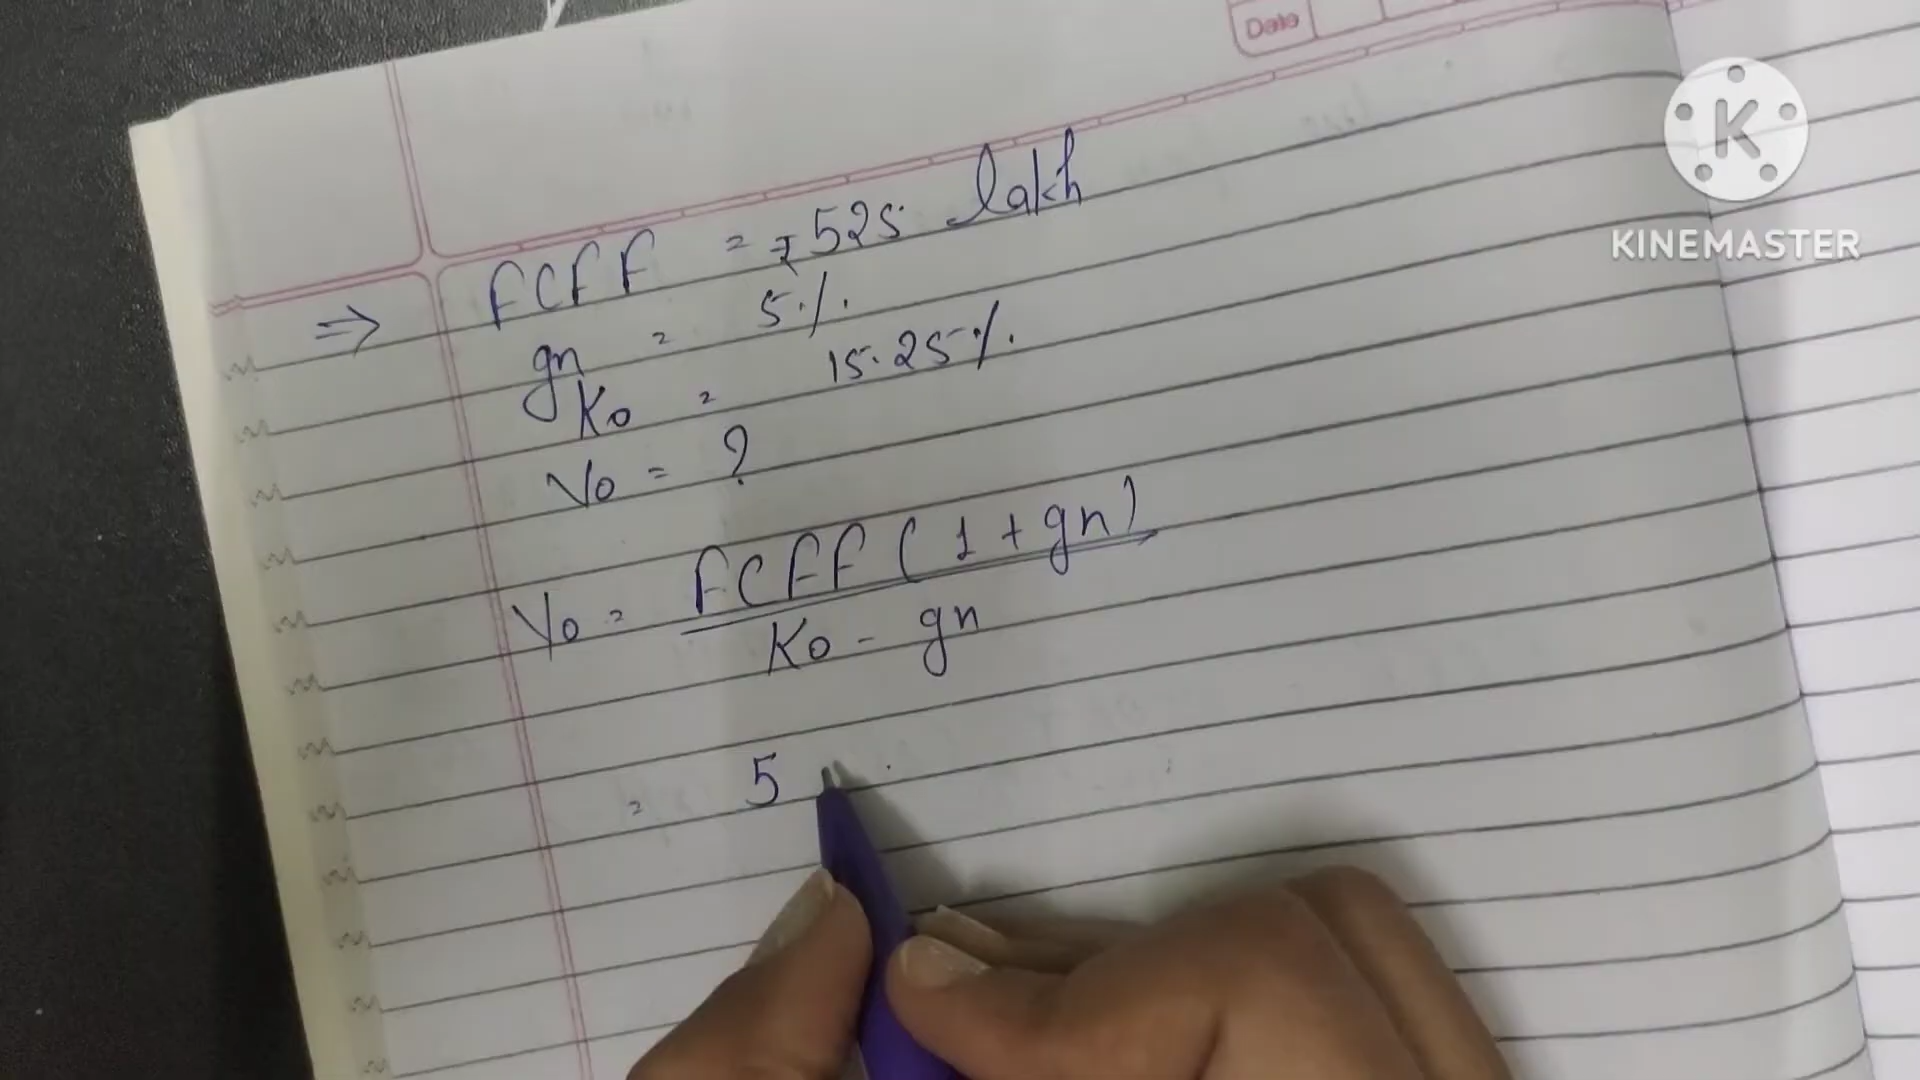 Date
K
KINEMASTER
⇒ FCFF = ₹525 lakh
gn = 5%
Ko = 15.25%
Vo = ?
Vo = FCFF (1 + gn)
Ko - gn
= 5